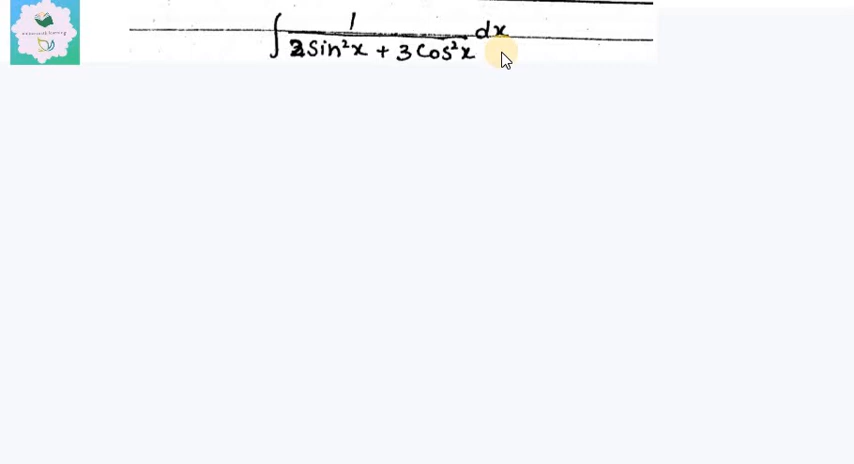 ∫ 1 / (2Sin²x + 3Cos²x) dx